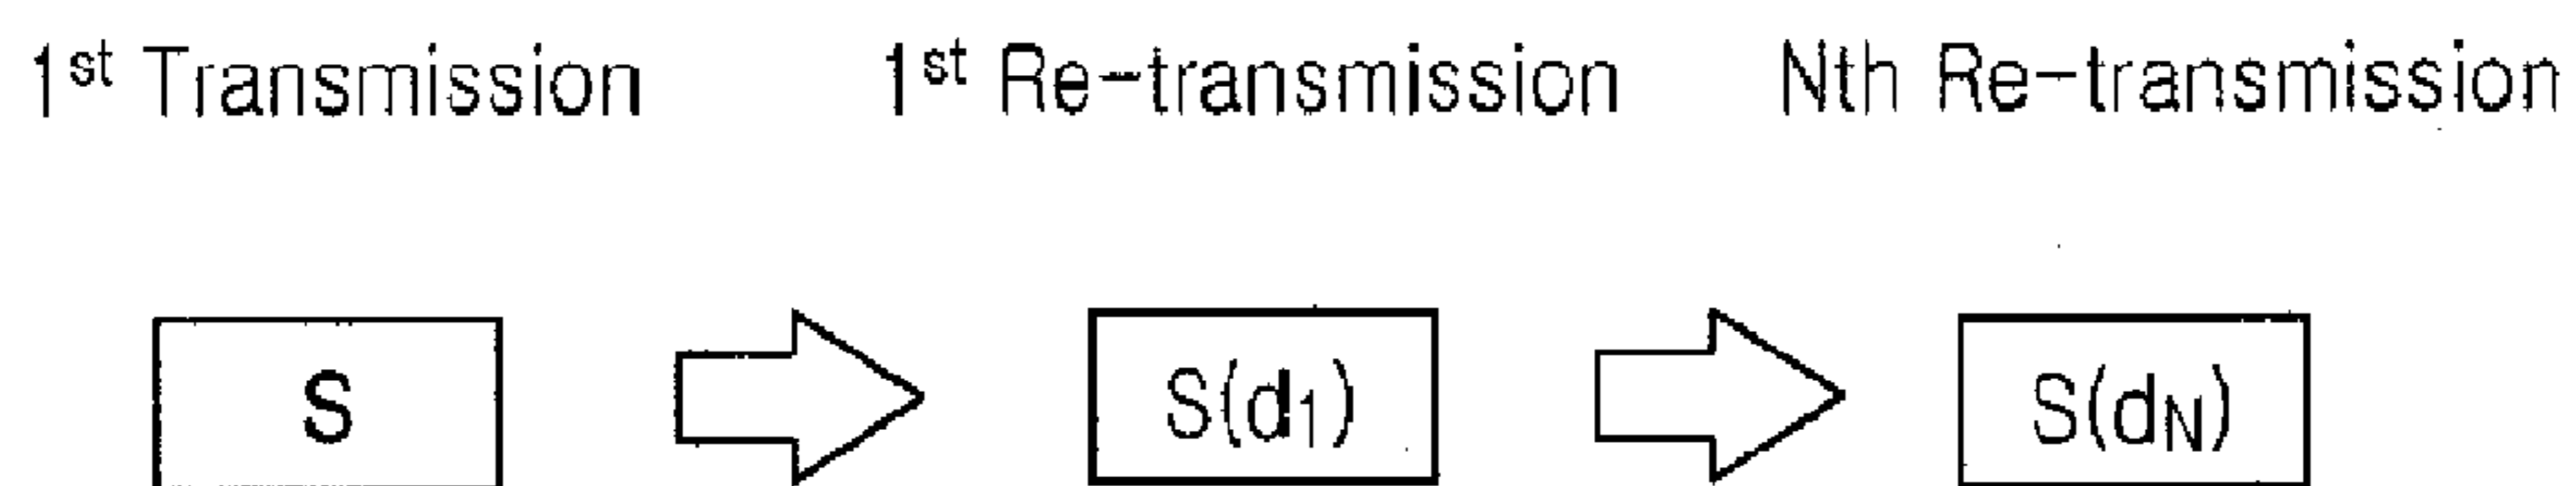 1st Transmission 1st Re-transmission Nth Re-transmission
S S(d1) S(dN)